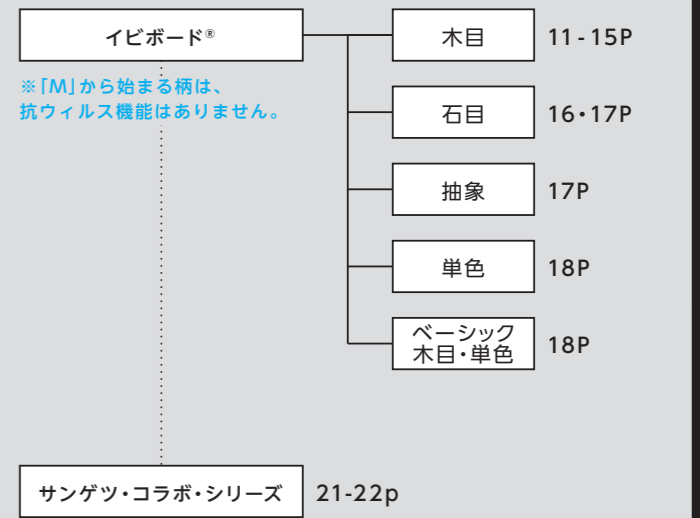 イビボード®
※「M」から始まる柄は、
抗ウィルス機能はありません。
木目 11-15P
石目 16・17P
抽象 17P
単色 18P
ベーシック
木目・単色 18P
サンゲツ・コラボ・シリーズ 21-22p